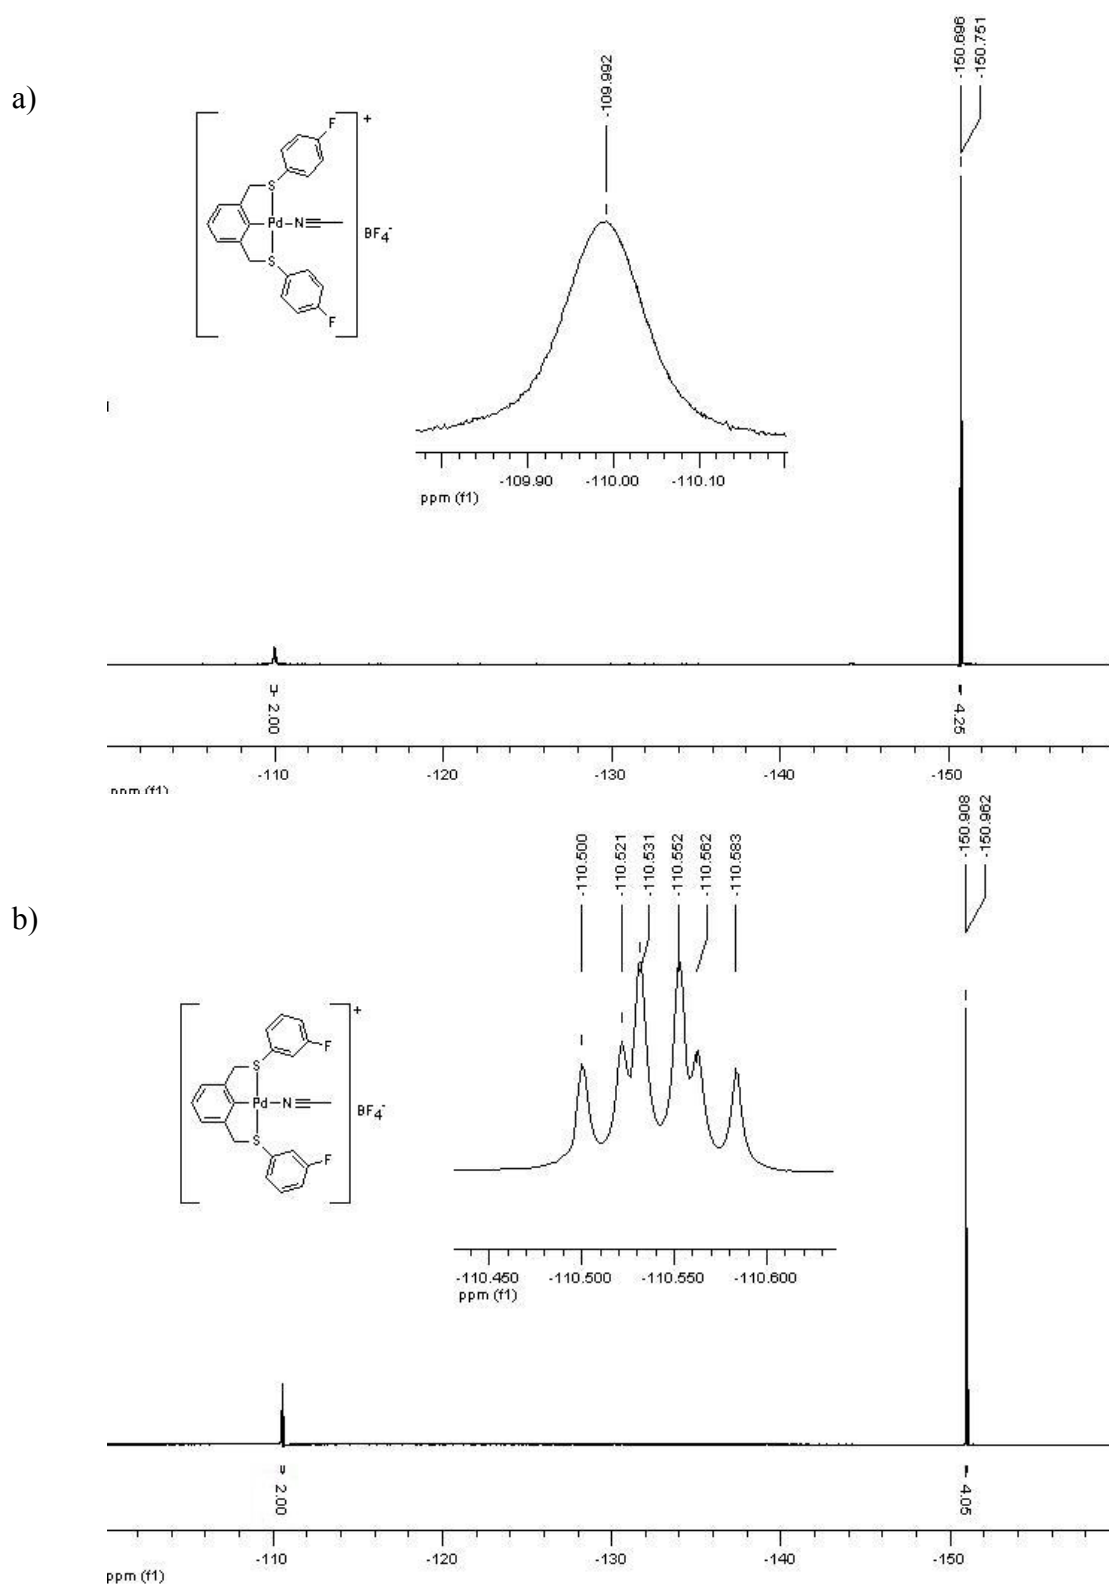 -150.696
-150.751
a)
-109.992
F
+
S
Pd
N
BF4-
S
F
-109.90 -110.00 -110.10
ppm (f1)
2.00
4.25
-110 -120 -130 -140 -150
ppm (f1)
-110.500
-110.521
-110.531
-110.552
-110.562
-110.583
-150.908
-150.962
b)
+
F
S
Pd
N
BF4-
S
F
-110.450 -110.500 -110.550 -110.600
ppm (f1)
2.00
4.05
-110 -120 -130 -140 -150
ppm (f1)